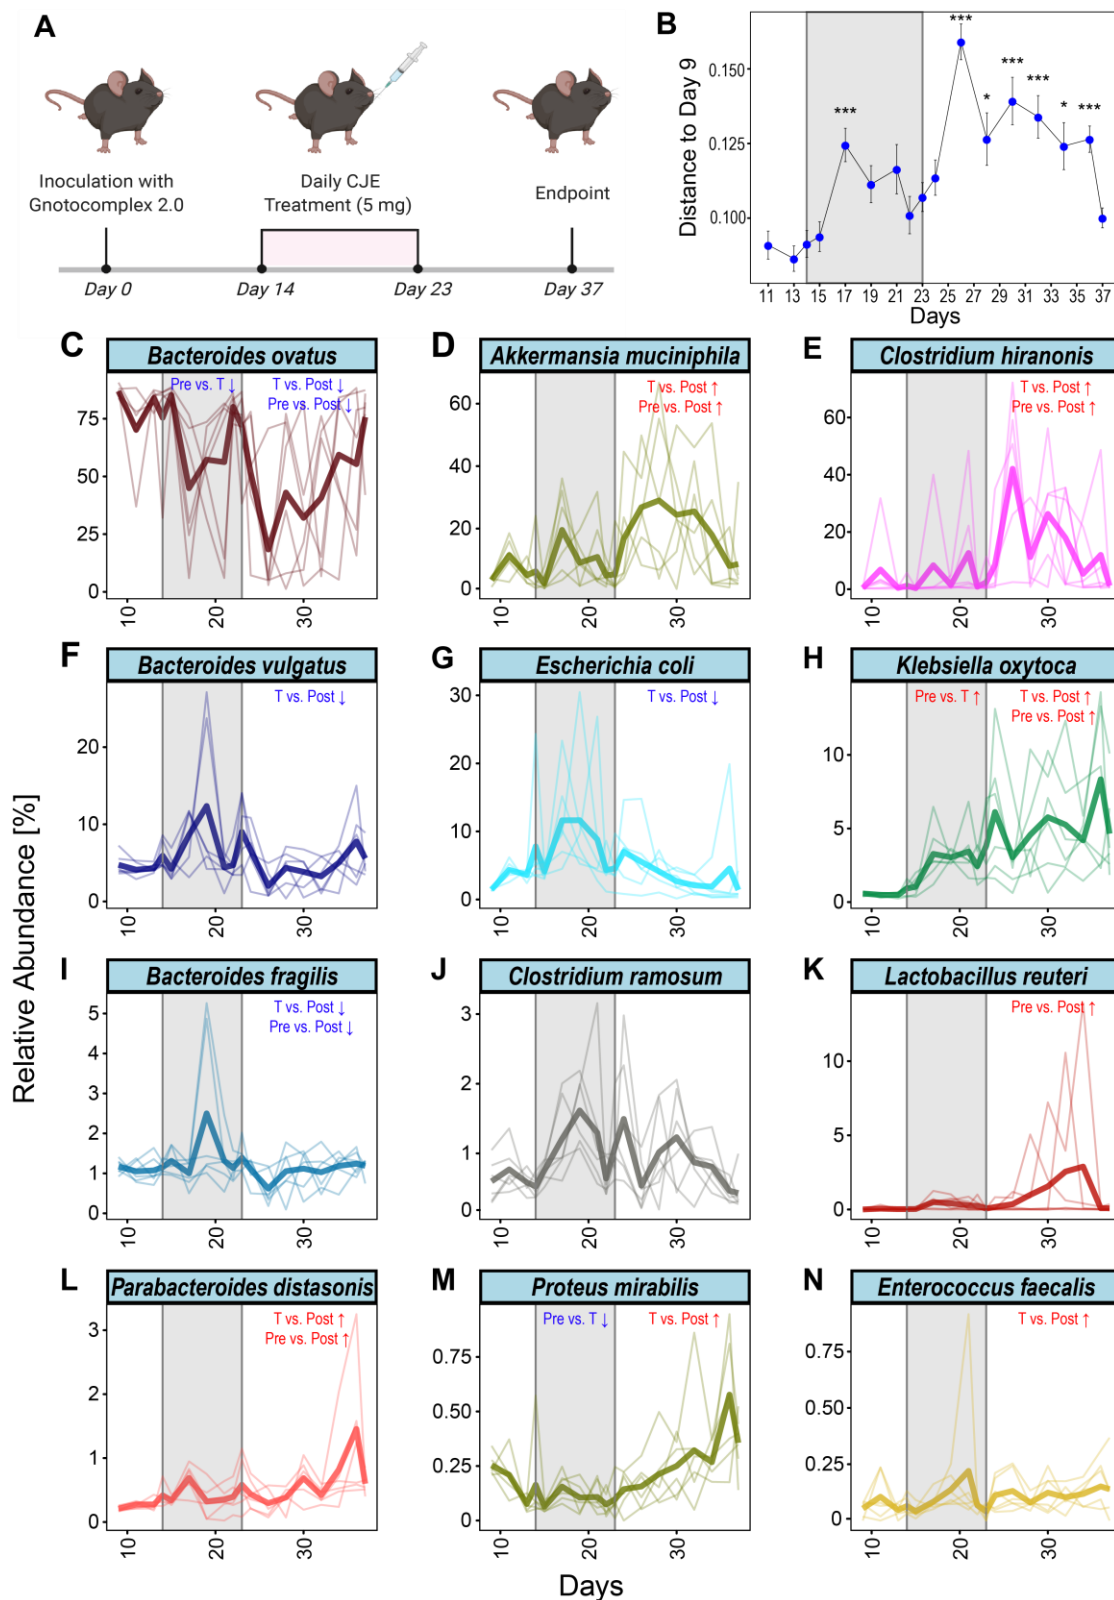 A
Inoculation with
Gnotocomplex 2.0
Daily CJE
Treatment (5 mg)
Endpoint
Day 0
Day 14
Day 23
Day 37
B
Distance to Day 9
0.150
0.125
0.100
***
***
*
***
***
*
***
11 13 15 17 19 21 23 25 27 29 31 33 35 37
Days
Relative Abundance [%]
C
Bacteroides ovatus
Pre vs. T ↓
T vs. Post ↓
Pre vs. Post ↓
75
50
25
0
10 20 30
D
Akkermansia muciniphila
T vs. Post ↑
Pre vs. Post ↑
60
40
20
0
10 20 30
E
Clostridium hiranonis
T vs. Post ↑
Pre vs. Post ↑
60
40
20
0
10 20 30
F
Bacteroides vulgatus
T vs. Post ↓
20
10
0
10 20 30
G
Escherichia coli
T vs. Post ↓
30
20
10
0
10 20 30
H
Klebsiella oxytoca
Pre vs. T ↑
T vs. Post ↑
Pre vs. Post ↑
10
5
0
10 20 30
I
Bacteroides fragilis
T vs. Post ↓
Pre vs. Post ↓
5
4
3
2
1
0
10 20 30
J
Clostridium ramosum
3
2
1
0
10 20 30
K
Lactobacillus reuteri
Pre vs. Post ↑
10
5
0
10 20 30
L
Parabacteroides distasonis
T vs. Post ↑
Pre vs. Post ↑
3
2
1
0
10 20 30
M
Proteus mirabilis
Pre vs. T ↓
T vs. Post ↑
0.75
0.50
0.25
0.00
10 20 30
N
Enterococcus faecalis
T vs. Post ↑
0.75
0.50
0.25
0.00
10 20 30
Days